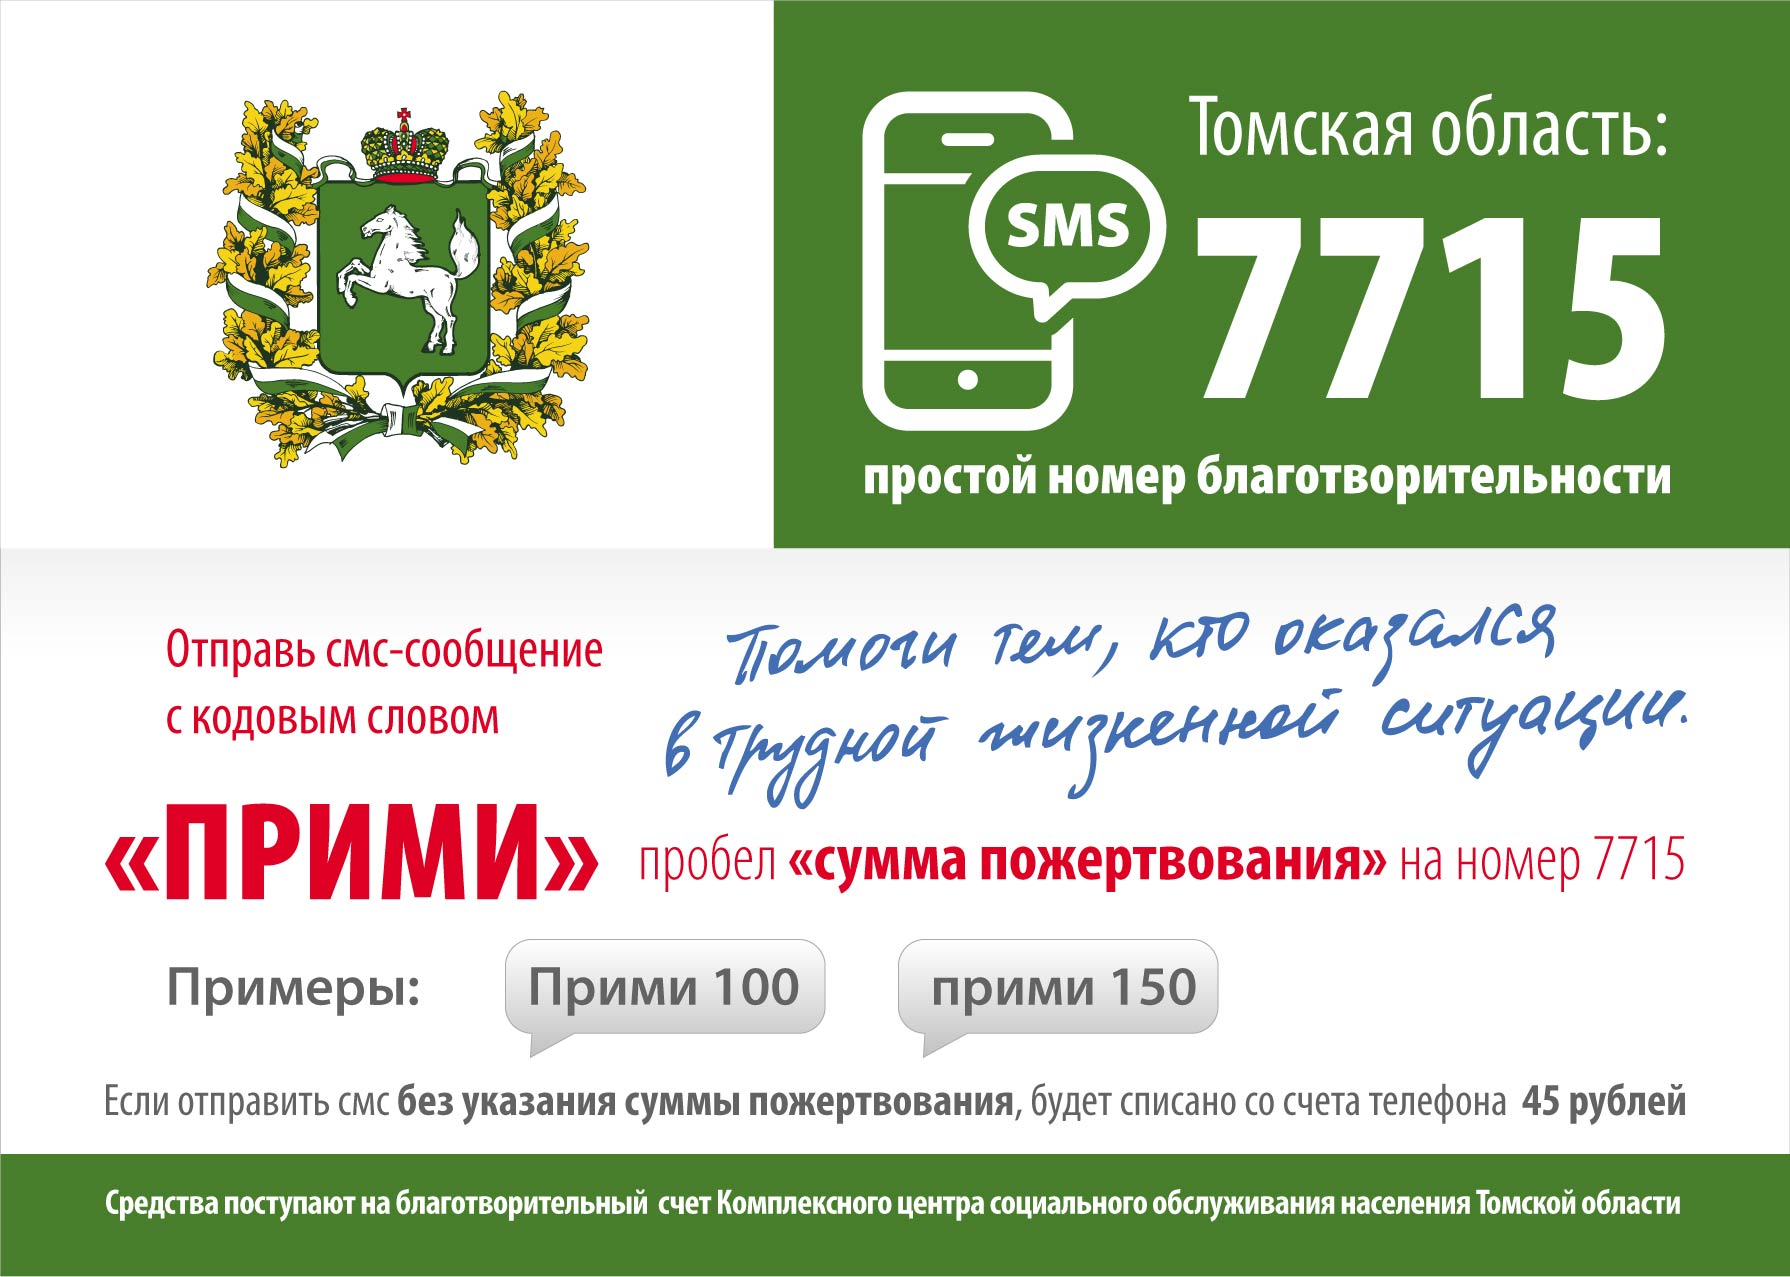 Томская область:
SMS
7715
простой номер благотворительности
Отправь смс-сообщение
с кодовым словом
Помоги тем, кто оказался
в трудной жизненной ситуации.
«ПРИМИ» пробел «сумма пожертвования» на номер 7715
Примеры: Прими 100 прими 150
Если отправить смс без указания суммы пожертвования, будет списано со счета телефона 45 рублей
Средства поступают на благотворительный счет Комплексного центра социального обслуживания населения Томской области